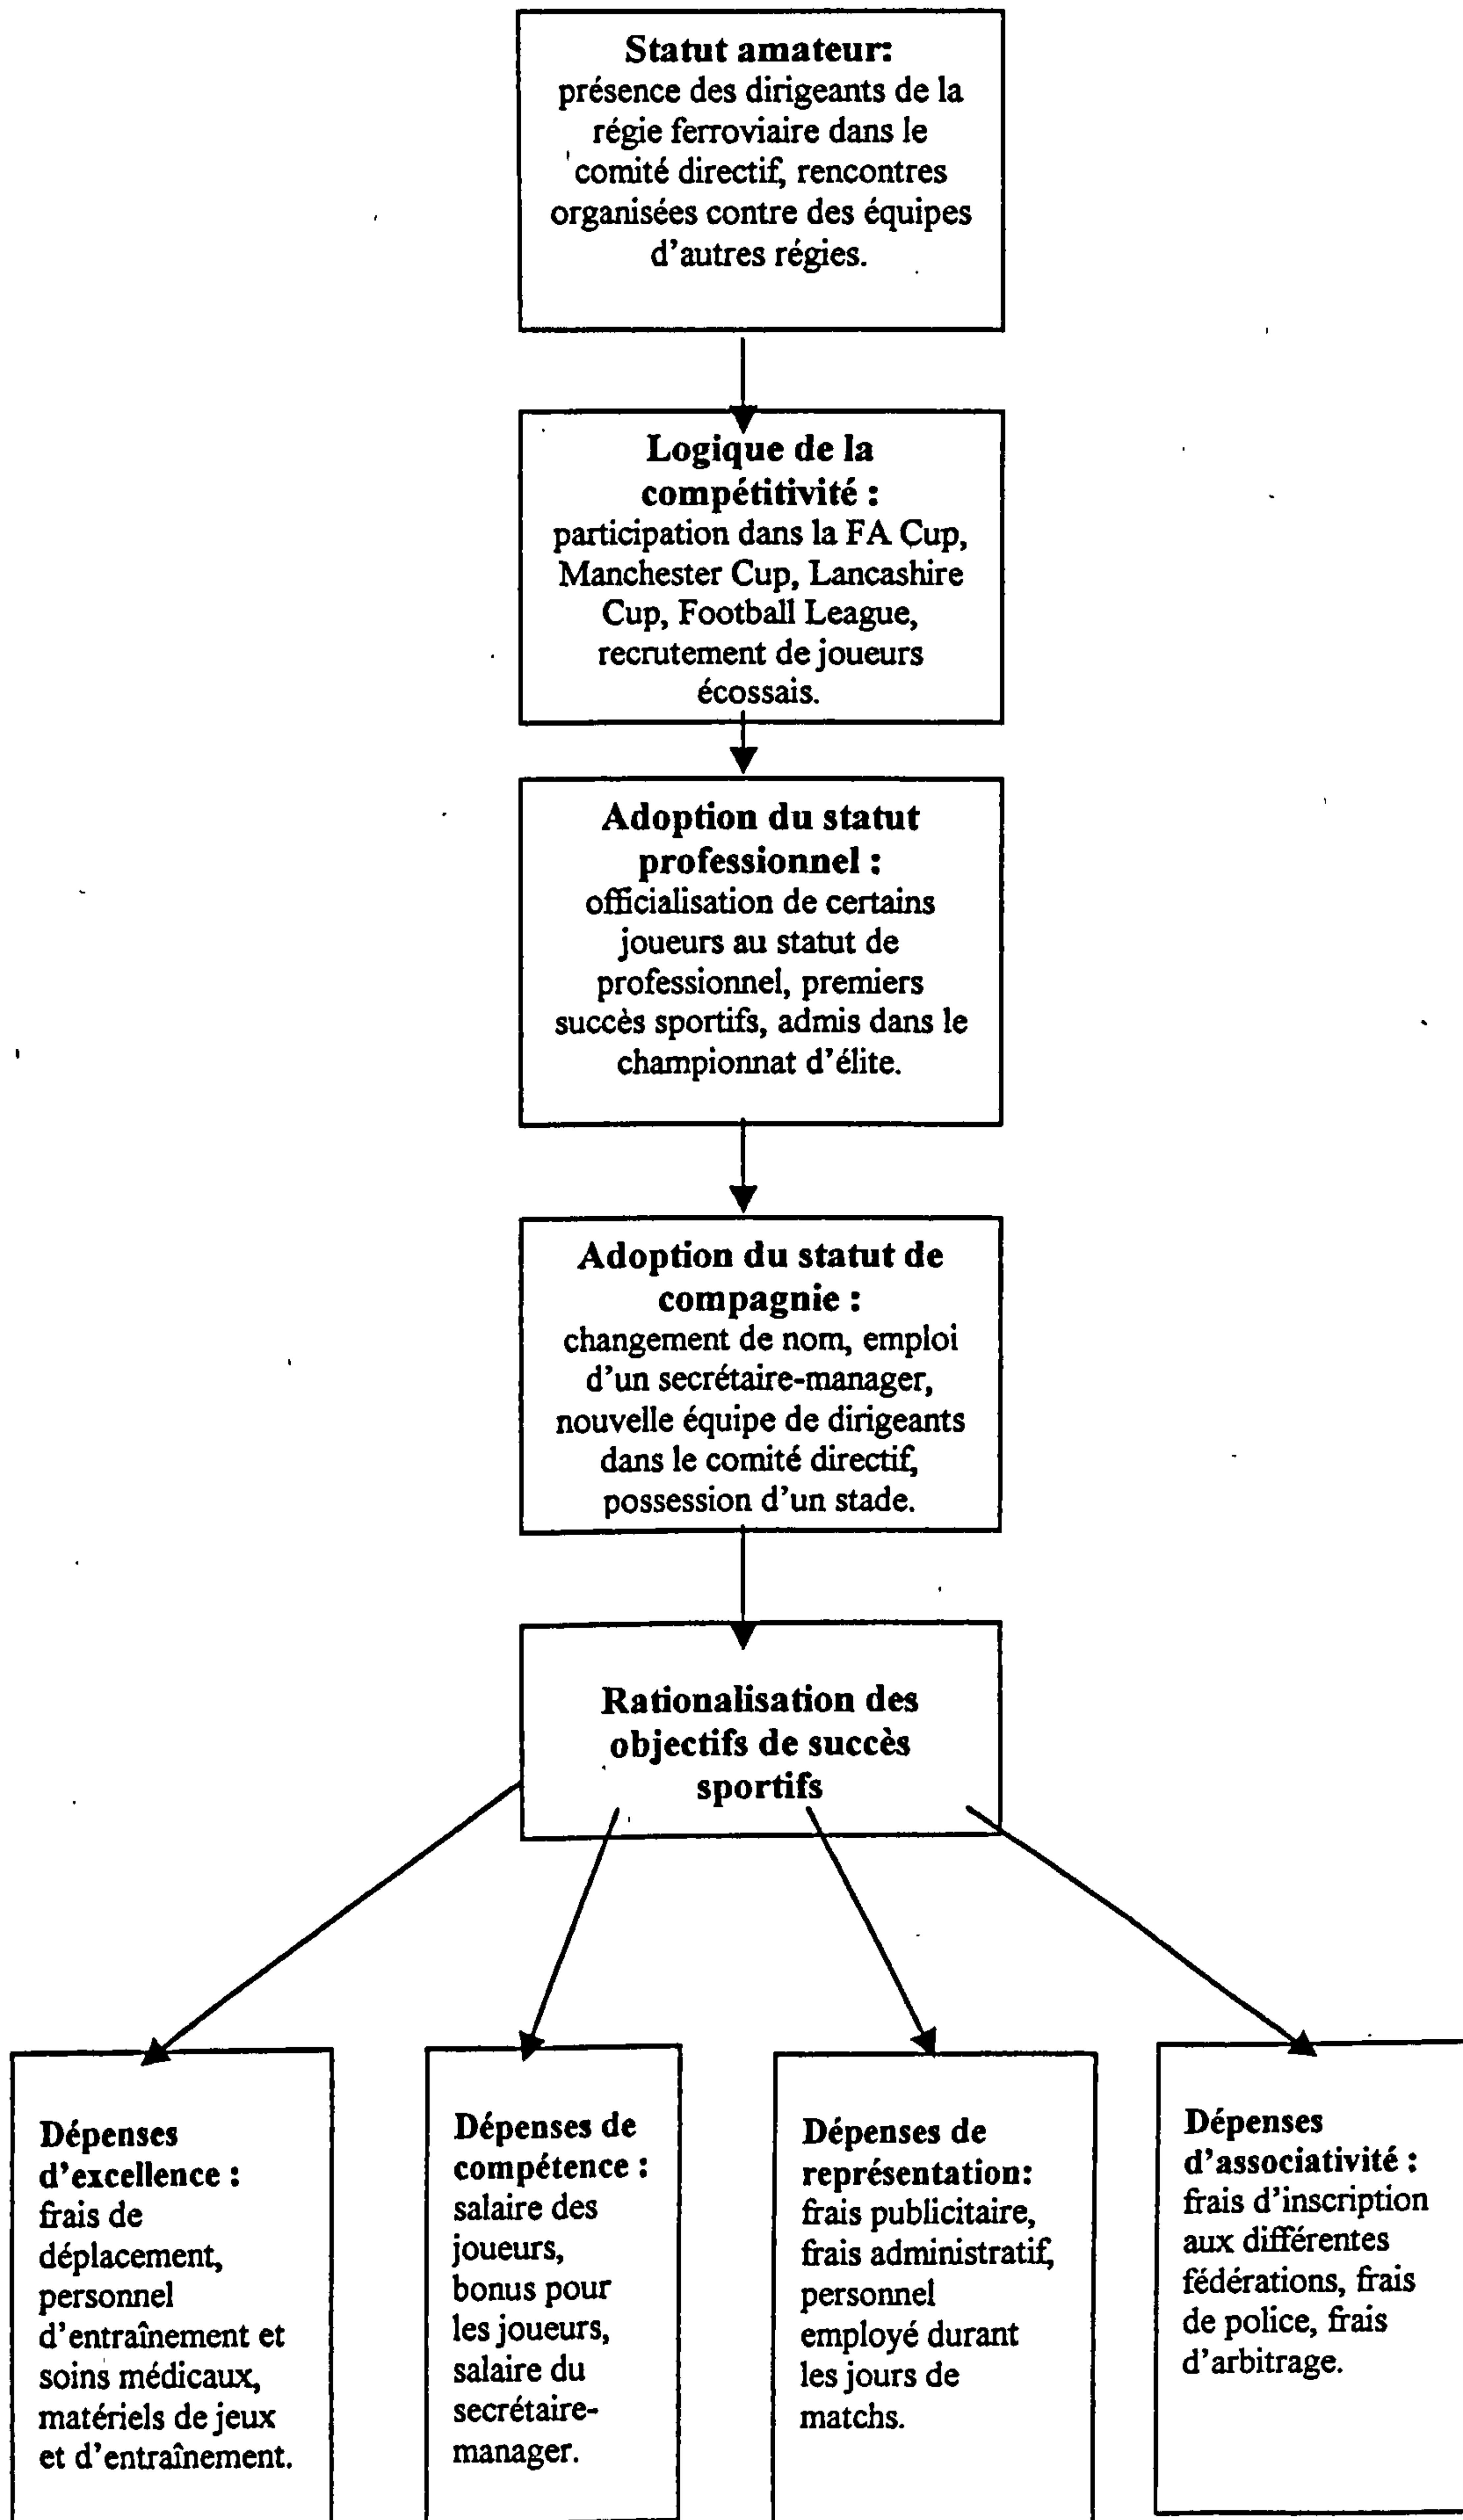 Statut amateur:
présence des dirigeants de la
régie ferroviaire dans le
comité directif, rencontres
organisées contre des équipes
d'autres régies.
Logique de la
compétitivité :
participation dans la FA Cup,
Manchester Cup, Lancashire
Cup, Football League,
recrutement de joueurs
écossais.
Adoption du statut
professionnel :
officialisation de certains
joueurs au statut de
professionnel, premiers
succès sportifs, admis dans le
championnat d'élite.
Adoption du statut de
compagnie :
changement de nom, emploi
d'un secrétaire-manager,
nouvelle équipe de dirigeants
dans le comité directif,
possession d'un stade.
Rationalisation des
objectifs de succès
sportifs
Dépenses
d'excellence :
frais de
déplacement,
personnel
d'entraînement et
soins médicaux,
matériels de jeux
et d'entraînement.
Dépenses de
compétence :
salaire des
joueurs,
bonus pour
les joueurs,
salaire du
secrétaire-
manager.
Dépenses de
représentation:
frais publicitaire,
frais administratif,
personnel
employé durant
les jours de
matchs.
Dépenses
d'associativité :
frais d'inscription
aux différentes
fédérations, frais
de police, frais
d'arbitrage.